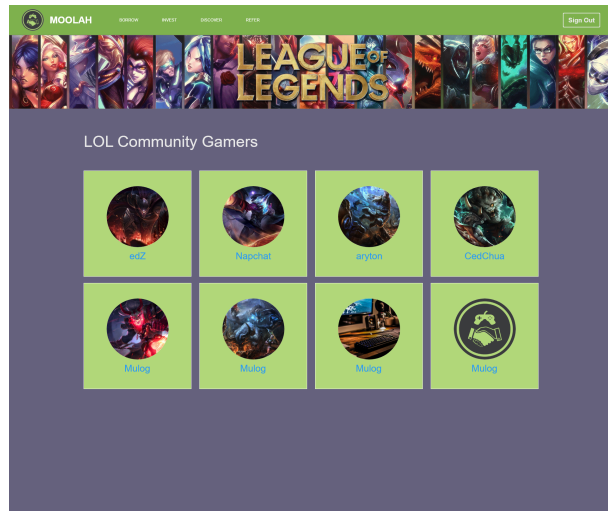 MOOLAH BORROW INVEST DISCOVER REFER Sign Out
LEAGUE OF
LEGENDS
LOL Community Gamers
edZ Napchat aryton CedChua
Mulog Mulog Mulog Mulog